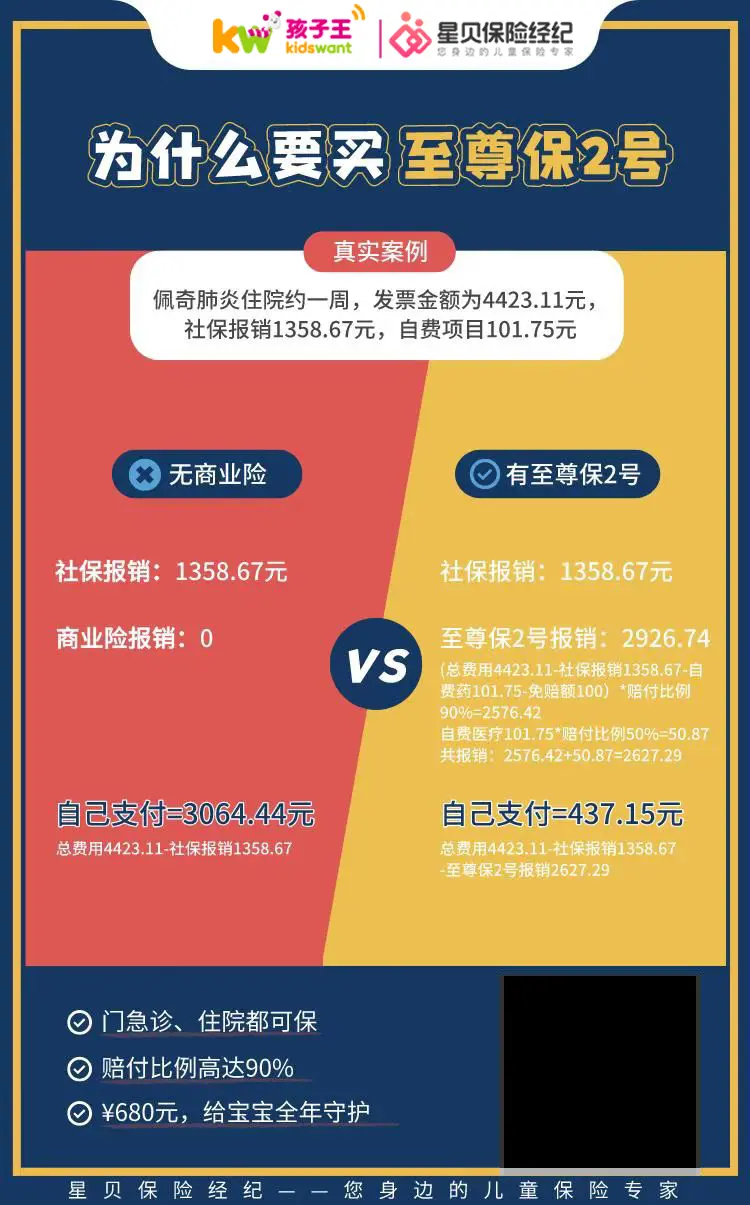 kw 孩子王 kidswant
星贝保险经纪
您身边的儿童保险专家
为什么要买 至尊保2号
真实案例
佩奇肺炎住院约一周，发票金额为4423.11元，
社保报销1358.67元，自费项目101.75元
无商业险
社保报销：1358.67元
商业险报销：0
自己支付=3064.44元
总费用4423.11-社保报销1358.67
VS
有至尊保2号
社保报销：1358.67元
至尊保2号报销：2926.74
(总费用4423.11-社保报销1358.67-自
费药101.75-免赔额100）*赔付比例
90%=2576.42
自费医疗101.75*赔付比例50%=50.87
共报销：2576.42+50.87=2627.29
自己支付=437.15元
总费用4423.11-社保报销1358.67
-至尊保2号报销2627.29
门急诊、住院都可保
赔付比例高达90%
¥680元，给宝宝全年守护
星贝保险经纪——您身边的儿童保险专家